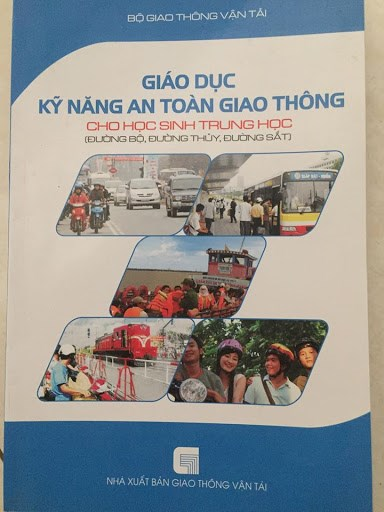 BỘ GIAO THÔNG VẬN TẢI
GIÁO DỤC
KỸ NĂNG AN TOÀN GIAO THÔNG
CHO HỌC SINH TRUNG HỌC
(ĐƯỜNG BỘ, ĐƯỜNG THỦY, ĐƯỜNG SẮT)
NHÀ XUẤT BẢN GIAO THÔNG VẬN TẢI